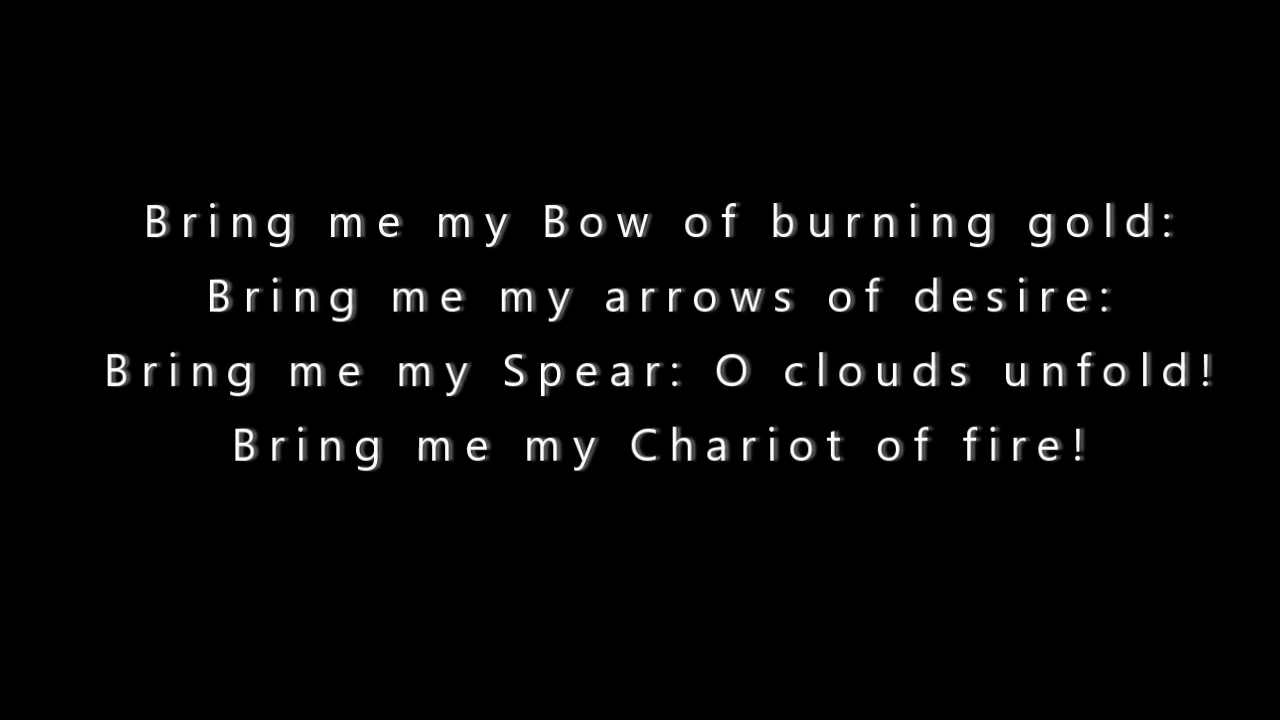 Bring me my Bow of burning gold:
Bring me my arrows of desire:
Bring me my Spear: O clouds unfold!
Bring me my Chariot of fire!